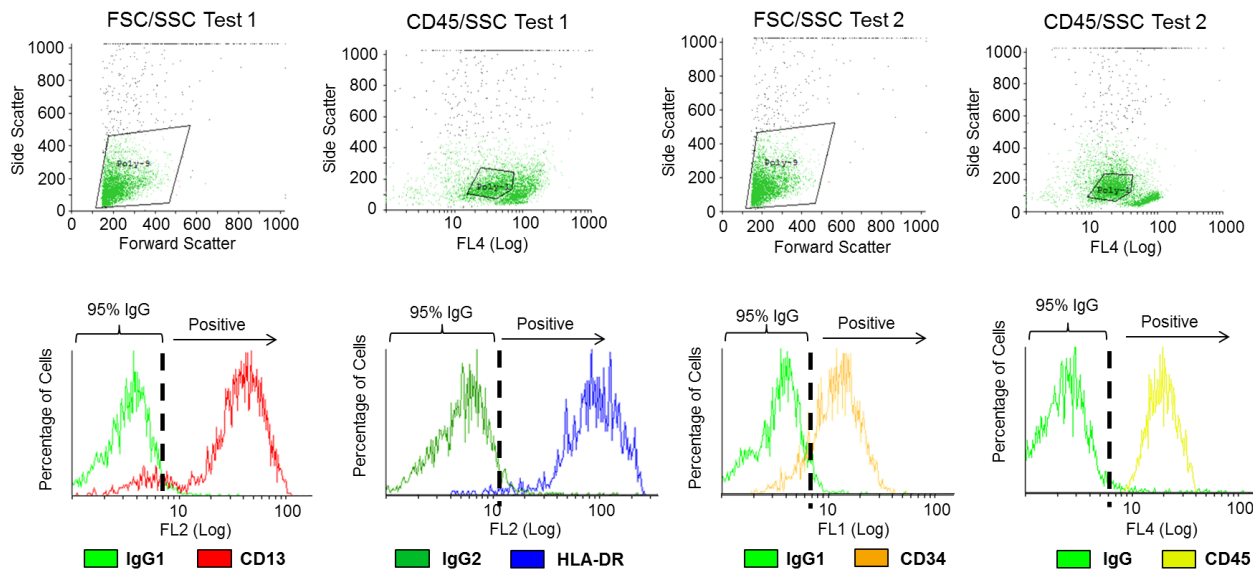 FSC/SSC Test 1
1000
800
600
400
200
0
Side Scatter
Poly-9
0 200 400 600 800 1000
Forward Scatter
CD45/SSC Test 1
1000
800
600
400
200
0
Side Scatter
10 100 1000
FL4 (Log)
FSC/SSC Test 2
1000
800
600
400
200
0
Side Scatter
Poly-9
0 200 400 600 800 1000
Forward Scatter
CD45/SSC Test 2
1000
800
600
400
200
0
Side Scatter
10 100 1000
FL4 (Log)
95% IgG
Positive
Percentage of Cells
10 100
FL2 (Log)
IgG1 CD13
95% IgG
Positive
Percentage of Cells
10 100
FL2 (Log)
IgG2 HLA-DR
95% IgG
Positive
Percentage of Cells
10 100
FL1 (Log)
IgG1 CD34
95% IgG
Positive
Percentage of Cells
10 100
FL4 (Log)
IgG CD45